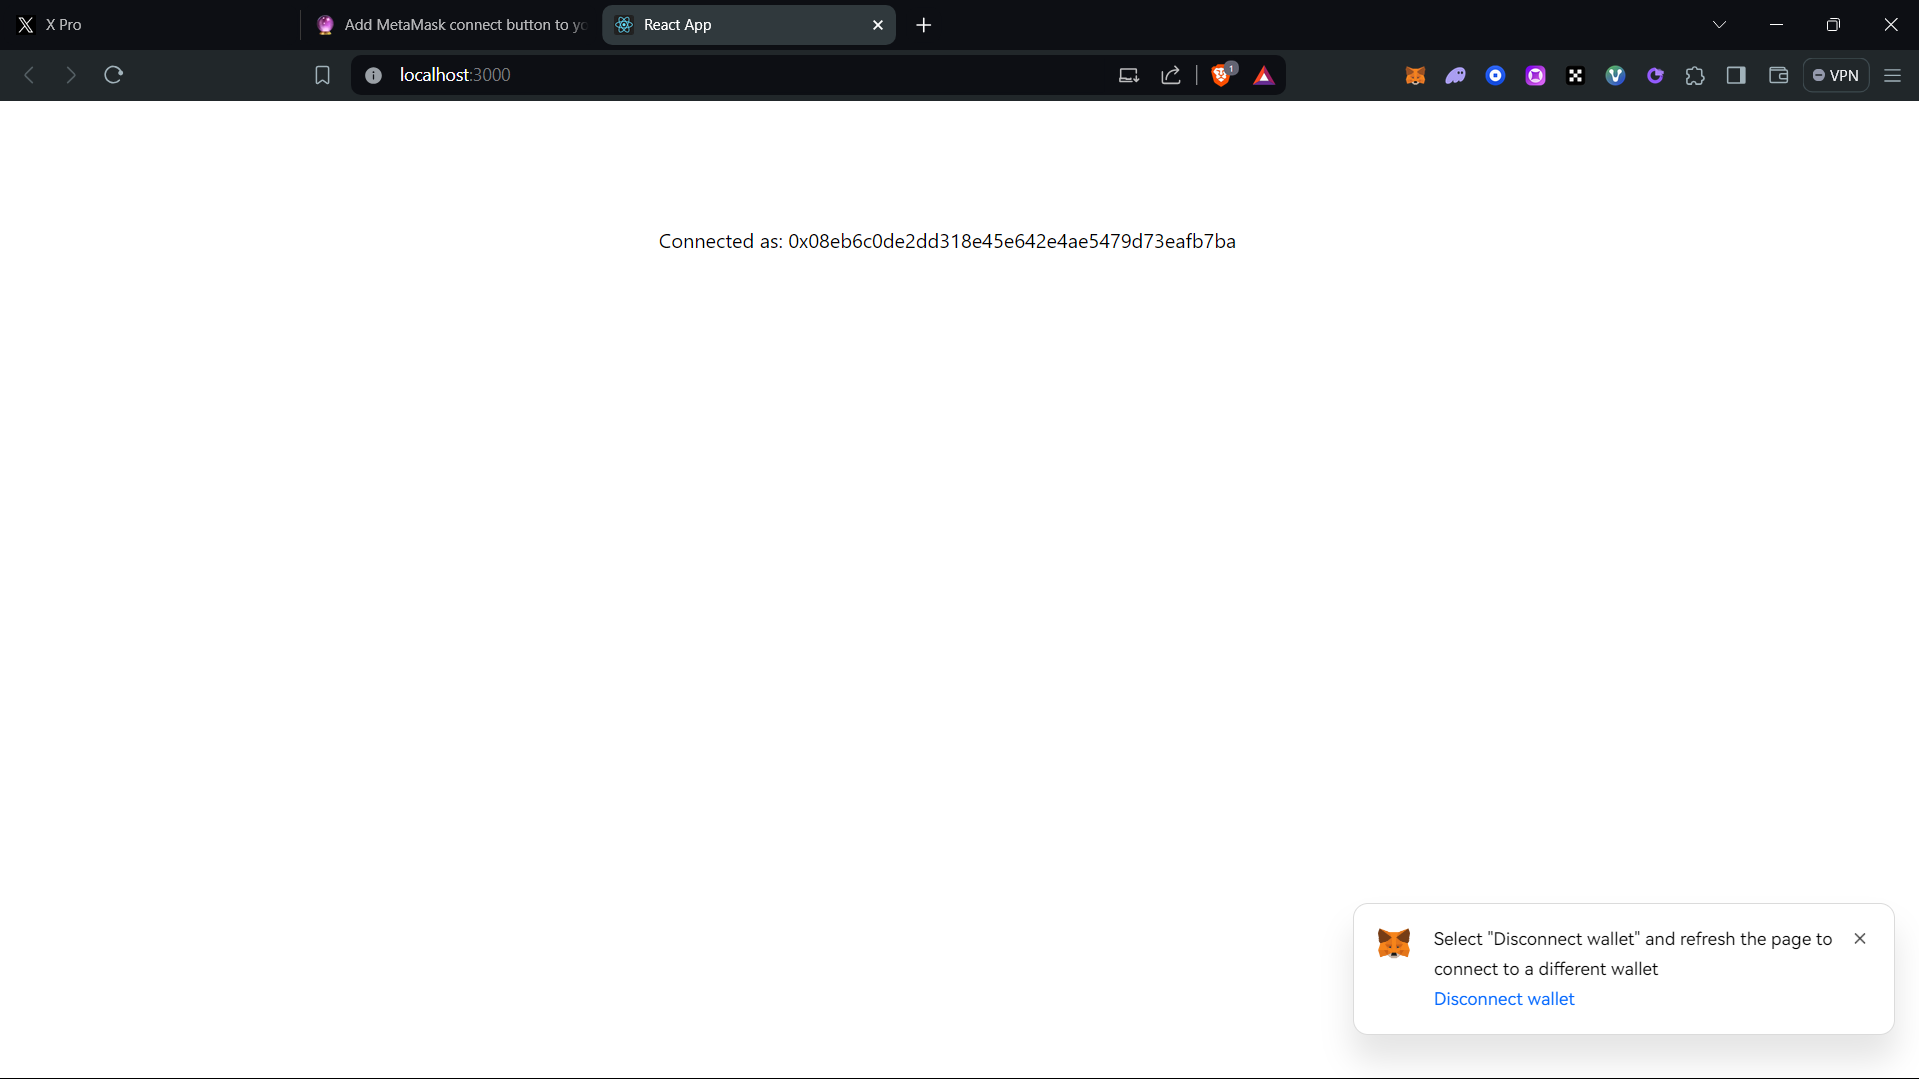 X Pro
Add MetaMask connect button to yo
React App
localhost:3000
1
VPN
Connected as: 0x08eb6c0de2dd318e45e642e4ae5479d73eafb7ba
Select "Disconnect wallet" and refresh the page to
connect to a different wallet
Disconnect wallet